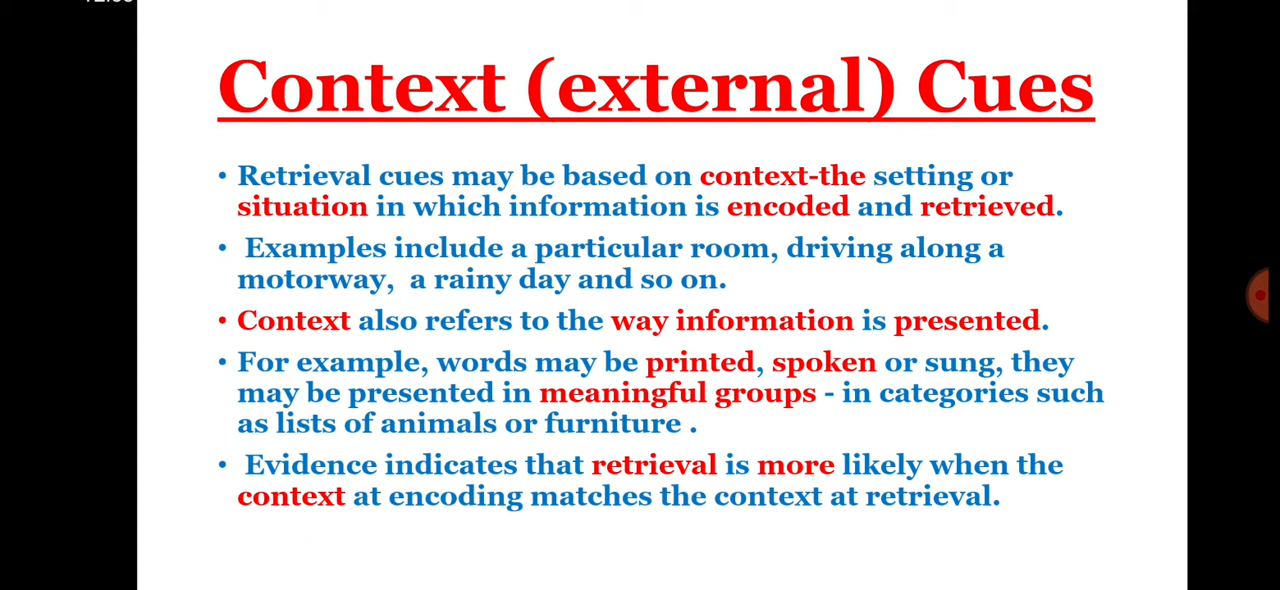 Context (external) Cues
• Retrieval cues may be based on context-the setting or
situation in which information is encoded and retrieved.
• Examples include a particular room, driving along a
motorway, a rainy day and so on.
• Context also refers to the way information is presented.
• For example, words may be printed, spoken or sung, they
may be presented in meaningful groups - in categories such
as lists of animals or furniture .
• Evidence indicates that retrieval is more likely when the
context at encoding matches the context at retrieval.